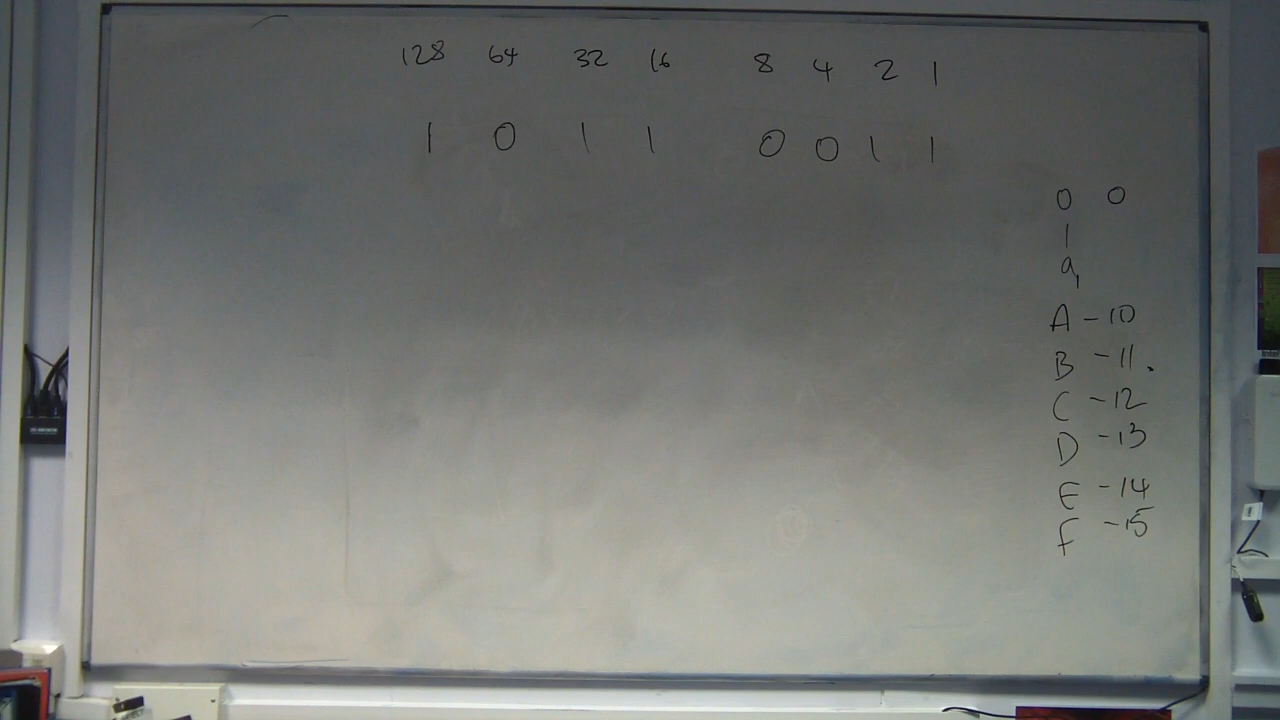 128 64 32 16 8 4 2 1
1 0 1 1 0 0 1 1
0 0
1
9
A - 10
B - 11.
C - 12
D - 13
E - 14
F - 15